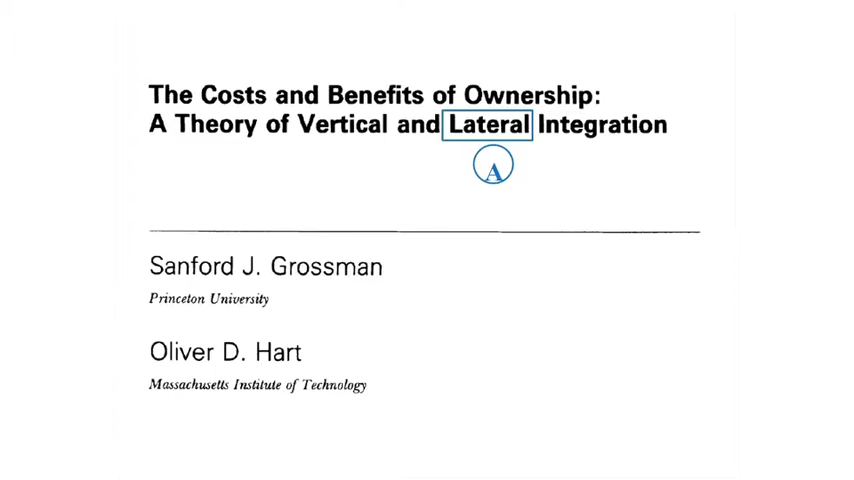 The Costs and Benefits of Ownership:
A Theory of Vertical and Lateral Integration
A
Sanford J. Grossman
Princeton University
Oliver D. Hart
Massachusetts Institute of Technology